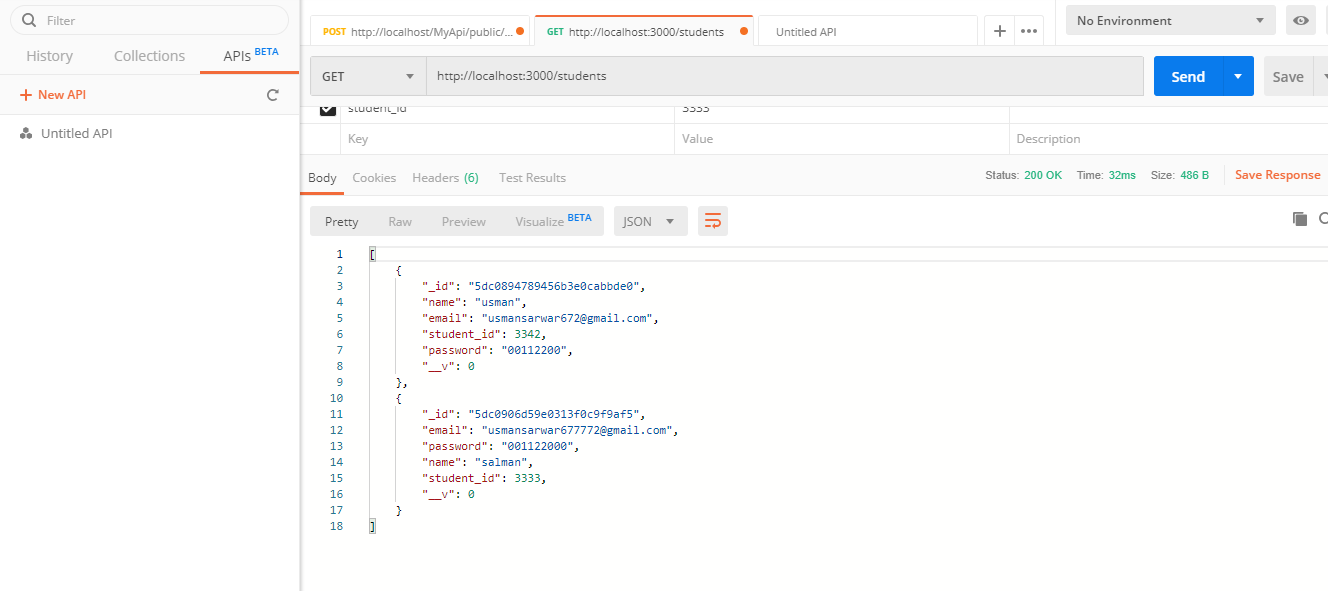 Filter
History Collections APIs BETA
+ New API
Untitled API
POST http://localhost/MyApi/public/... GET http://localhost:3000/students Untitled API + ••• No Environment
GET http://localhost:3000/students Send Save
student_id 3333
Key Value Description
Body Cookies Headers (6) Test Results Status: 200 OK Time: 32ms Size: 486 B Save Response
Pretty Raw Preview Visualize BETA JSON
1 [
2 {
3 "_id": "5dc0894789456b3e0cabbde0",
4 "name": "usman",
5 "email": "usmansarwar672@gmail.com",
6 "student_id": 3342,
7 "password": "00112200",
8 "__v": 0
9 },
10 {
11 "_id": "5dc0906d59e0313f0c9f9af5",
12 "email": "usmansarwar677772@gmail.com",
13 "password": "001122000",
14 "name": "salman",
15 "student_id": 3333,
16 "__v": 0
17 }
18 ]